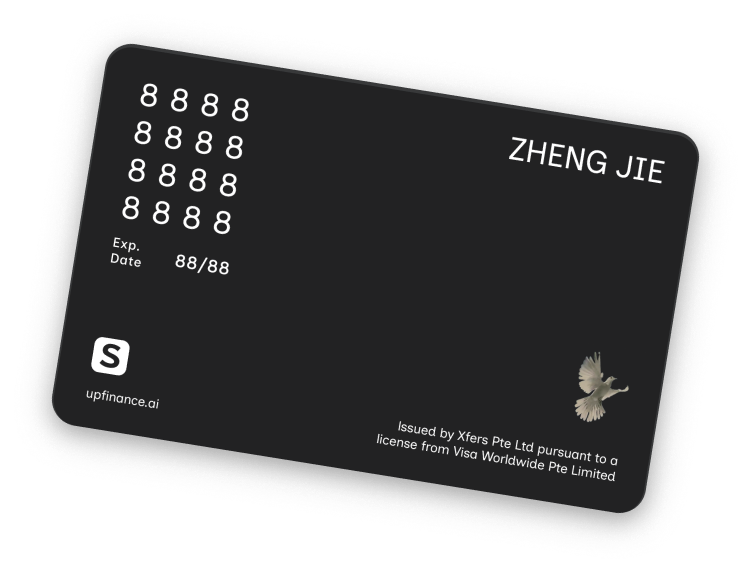 8 8 8 8
8 8 8 8
8 8 8 8
8 8 8 8
Exp.
Date
88/88
ZHENG JIE
S
upfinance.ai
Issued by Xfers Pte Ltd pursuant to a
license from Visa Worldwide Pte Limited